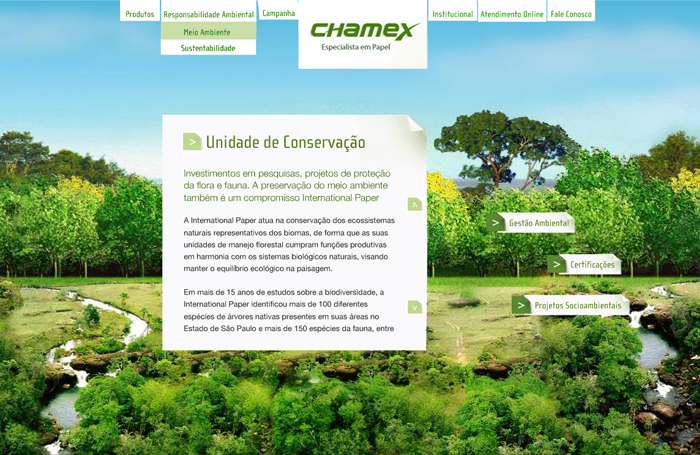 Produtos
Responsabilidade Ambiental
Campanha
Institucional
Atendimento Online
Fale Conosco
Meio Ambiente
Sustentabilidade
CHAMEX
Especialista em Papel
> Unidade de Conservação
Investimentos em pesquisas, projetos de proteção
da flora e fauna. A preservação do meio ambiente
também é um compromisso International Paper
A International Paper atua na conservação dos ecossistemas
naturais representativos dos biomas, de forma que as suas
unidades de manejo florestal cumpram funções produtivas
em harmonia com os sistemas biológicos naturais, visando
manter o equilíbrio ecológico na paisagem.
Em mais de 15 anos de estudos sobre a biodiversidade, a
International Paper identificou mais de 100 diferentes
espécies de árvores nativas presentes em suas áreas no
Estado de São Paulo e mais de 150 espécies da fauna, entre
> Gestão Ambiental
> Certificações
> Projetos Socioambientais